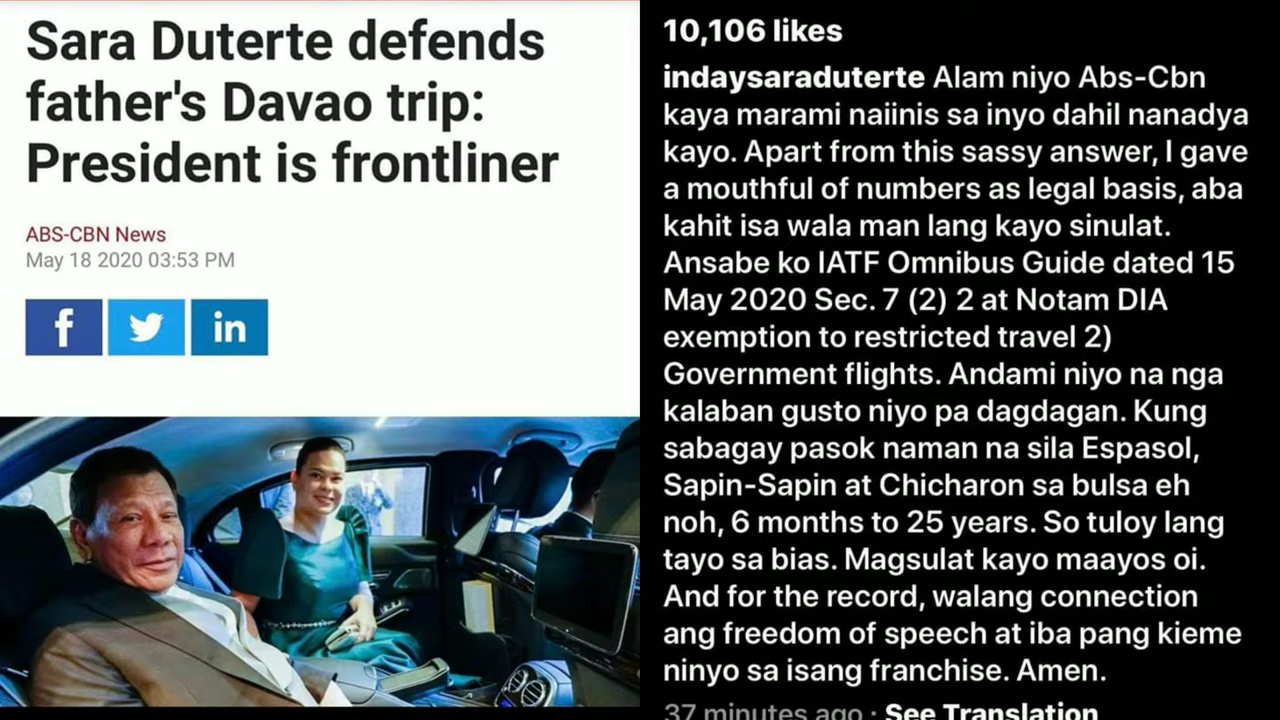 Sara Duterte defends
father's Davao trip:
President is frontliner
ABS-CBN News
May 18 2020 03:53 PM
f
in
10,106 likes
indaysaraduterte Alam niyo Abs-Cbn
kaya marami naiinis sa inyo dahil nanadya
kayo. Apart from this sassy answer, I gave
a mouthful of numbers as legal basis, aba
kahit isa wala man lang kayo sinulat.
Ansabe ko IATF Omnibus Guide dated 15
May 2020 Sec. 7 (2) 2 at Notam DIA
exemption to restricted travel 2)
Government flights. Andami niyo na nga
kalaban gusto niyo pa dagdagan. Kung
sabagay pasok naman na sila Espasol,
Sapin-Sapin at Chicharon sa bulsa eh
noh, 6 months to 25 years. So tuloy lang
tayo sa bias. Magsulat kayo maayos oi.
And for the record, walang connection
ang freedom of speech at iba pang kieme
ninyo sa isang franchise. Amen.
37 minutes ago · See Translation